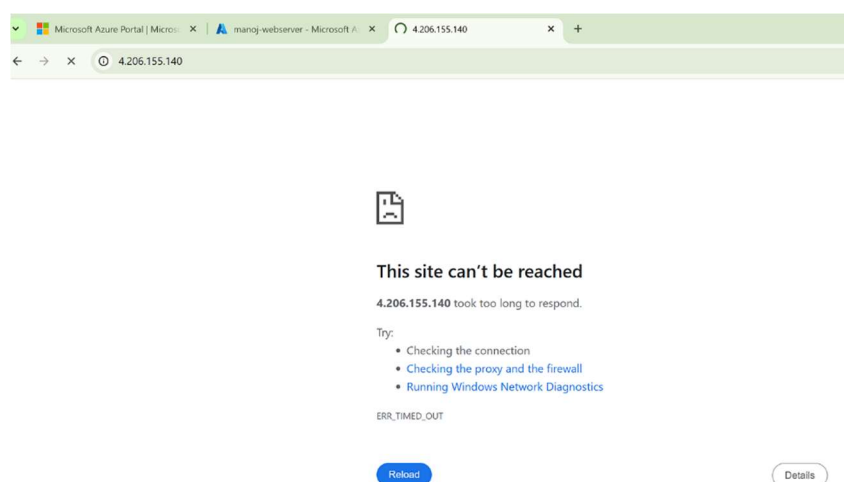 Microsoft Azure Portal | Micros manoj-webserver - Microsoft A 4.206.155.140
4.206.155.140
This site can't be reached
4.206.155.140 took too long to respond.
Try:
Checking the connection
Checking the proxy and the firewall
Running Windows Network Diagnostics
ERR_TIMED_OUT
Reload Details